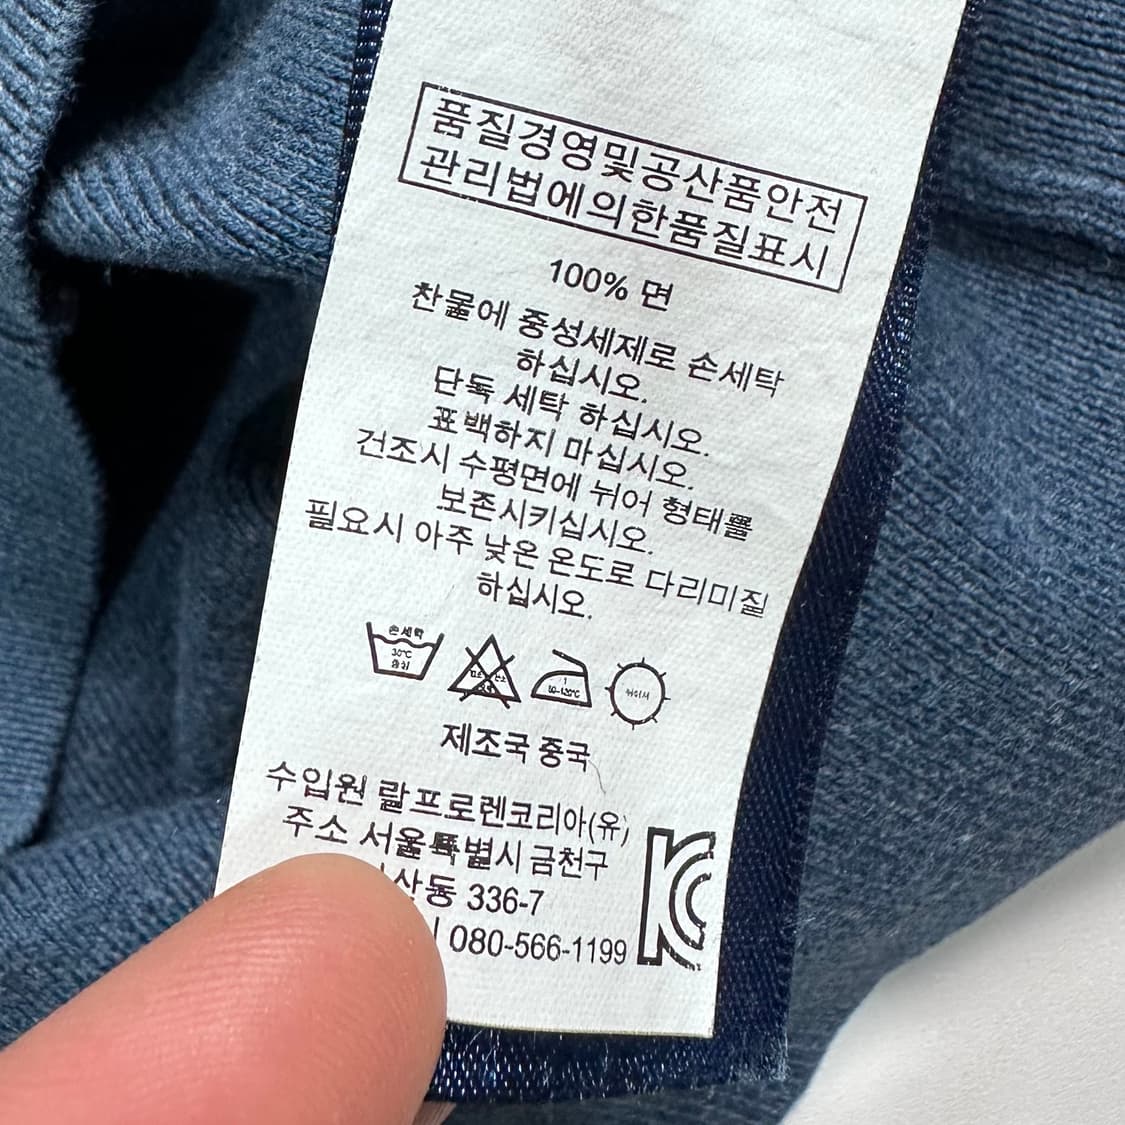 품질경영및공산품안전
관리법에의한품질표시
100% 면
찬물에 중성세제로 손세탁
하십시오.
단독 세탁 하십시오.
표백하지 마십시오.
건조시 수평면에 뉘어 형태를
보존시키십시오.
필요시 아주 낮은 온도로 다리미질
하십시오.
손세탁
30℃
1
제조국 중국
수입원 랄프로렌코리아(유)
주소 서울특별시 금천구
산동 336-7
080-566-1199